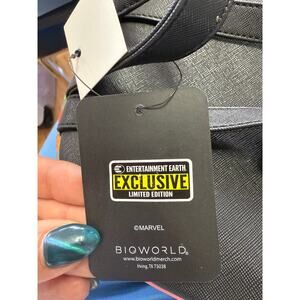 ENTERTAINMENT EARTH
EXCLUSIVE
LIMITED EDITION
©MARVEL
BIOWORLD®
www.bioworldmerch.com
Irving, TX 75038